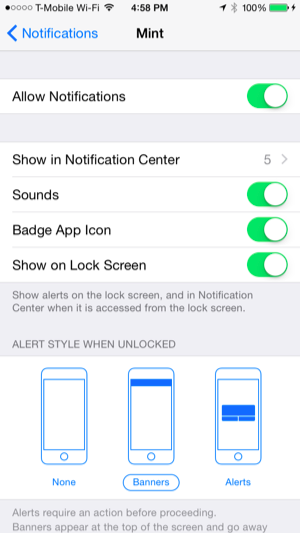 T-Mobile Wi-Fi 4:58 PM 100%
Notifications Mint
Allow Notifications
Show in Notification Center 5
Sounds
Badge App Icon
Show on Lock Screen
Show alerts on the lock screen, and in Notification
Center when it is accessed from the lock screen.
ALERT STYLE WHEN UNLOCKED
None Banners Alerts
Alerts require an action before proceeding.
Banners appear at the top of the screen and go away